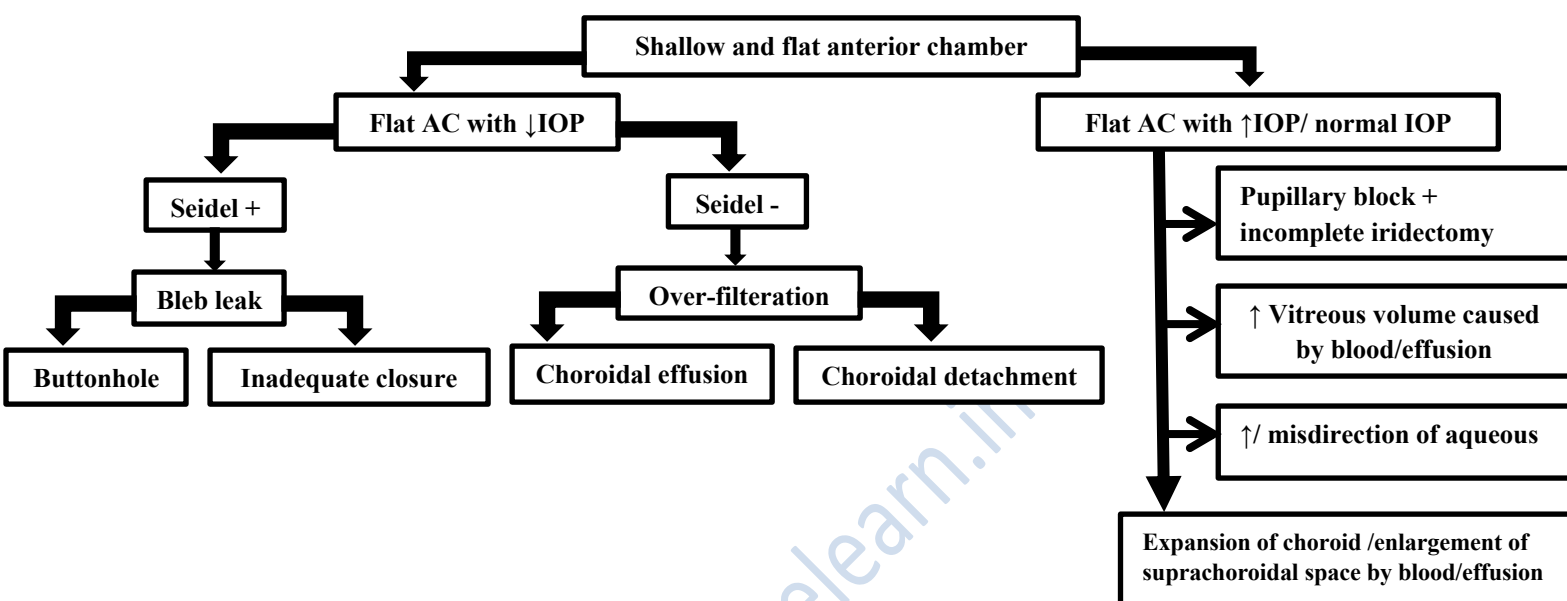 Shallow and flat anterior chamber
Flat AC with ↓IOP
Flat AC with ↑IOP/ normal IOP
Seidel +
Seidel -
Pupillary block +
incomplete iridectomy
Bleb leak
Over-filteration
↑ Vitreous volume caused
by blood/effusion
Buttonhole
Inadequate closure
Choroidal effusion
Choroidal detachment
↑/ misdirection of aqueous
Expansion of choroid /enlargement of
suprachoroidal space by blood/effusion
elearn.in